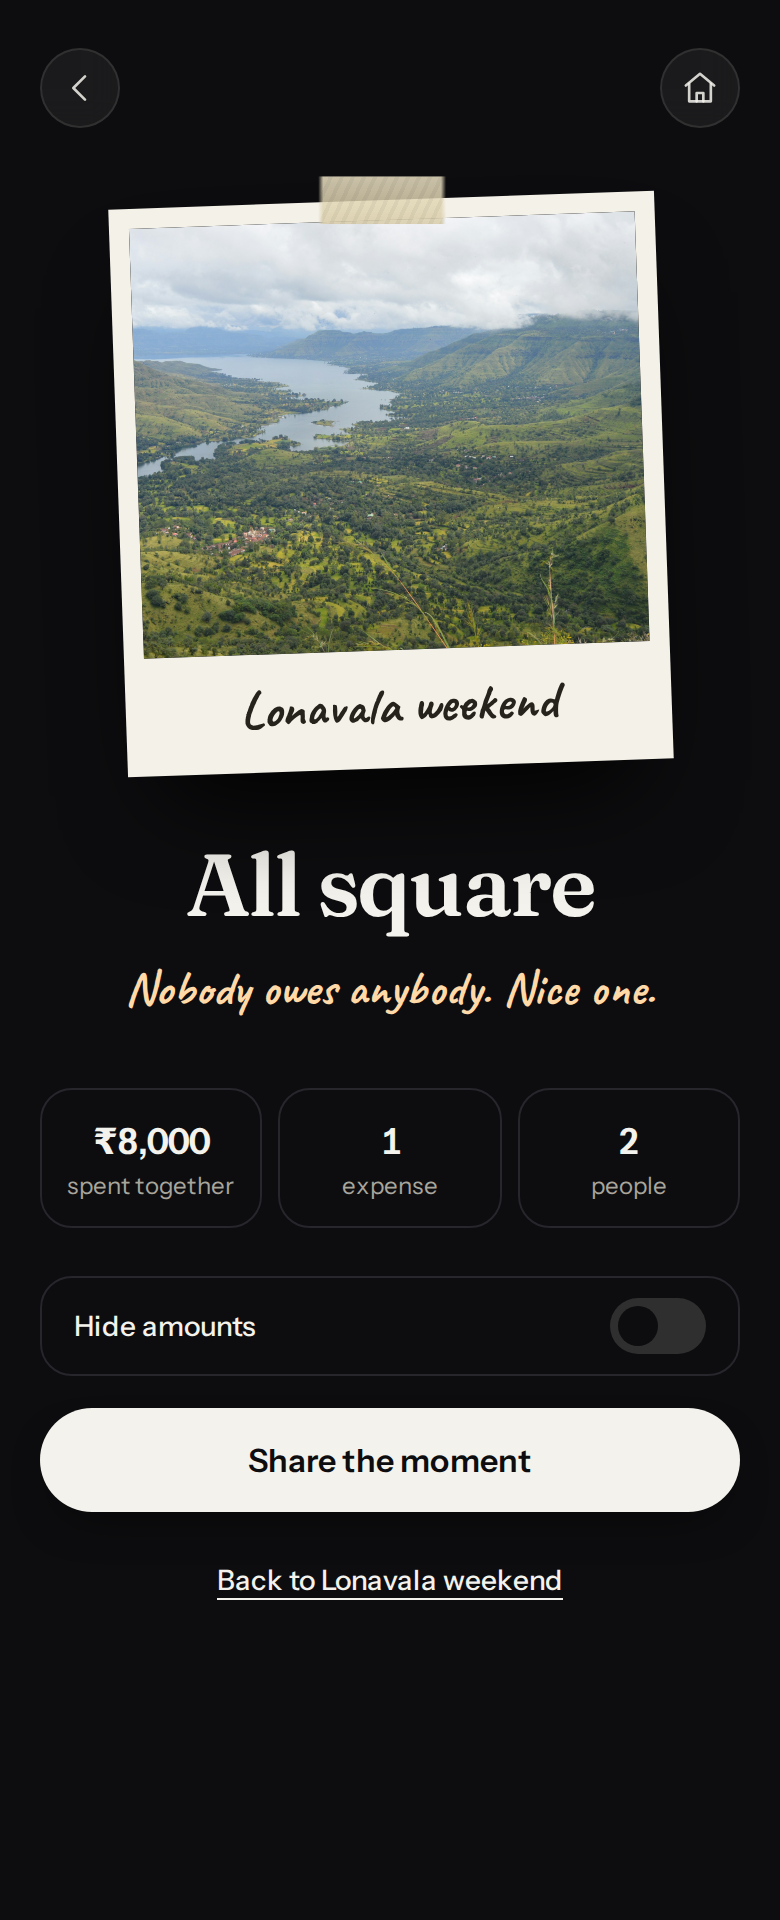 Lonavala weekend
All square
Nobody owes anybody. Nice one.
₹8,000
spent together
1
expense
2
people
Hide amounts
Share the moment
Back to Lonavala weekend